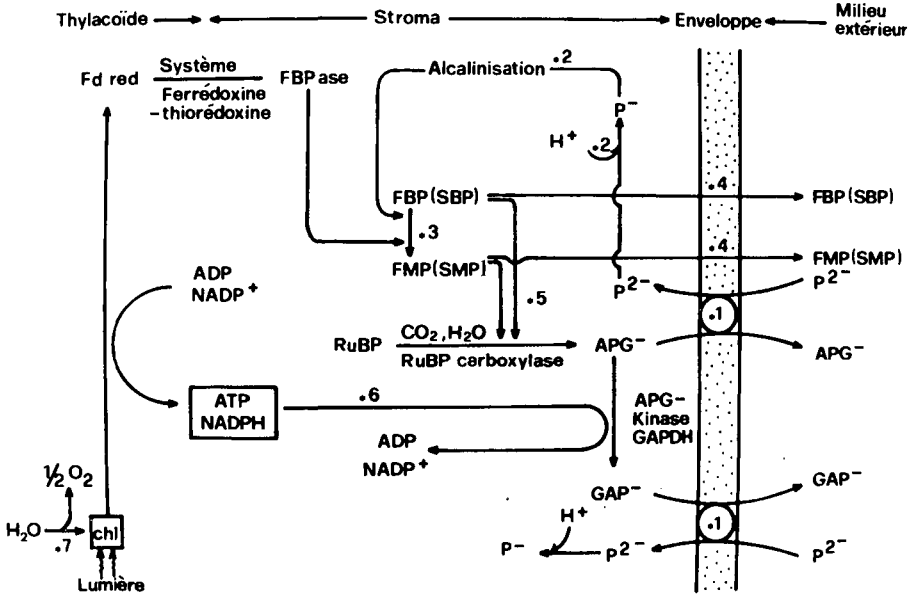 Thylacoïde
Stroma
Enveloppe
Milieu
extérieur
Fd red
Système
Ferrédoxine
-thiorédoxine
FBPase
Alcalinisation
.2
P⁻
H⁺
.2
FBP(SBP)
.4
FBP(SBP)
.3
FMP(SMP)
.4
FMP(SMP)
P²⁻
P²⁻
.1
ADP
NADP⁺
.5
RuBP
CO₂,H₂O
RuBP carboxylase
APG⁻
APG⁻
ATP
NADPH
.6
APG-
Kinase
GAPDH
ADP
NADP⁺
½O₂
H₂O
.7
chl
Lumière
GAP⁻
GAP⁻
H⁺
.1
P⁻
P²⁻
P²⁻